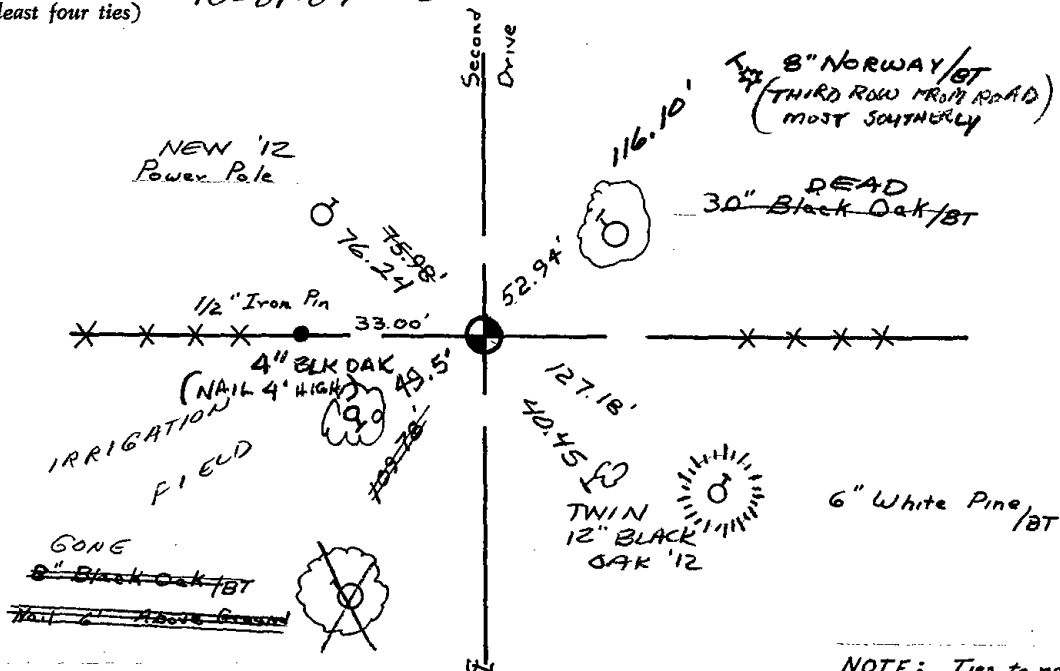 least four ties)
Second
Drive
8" NORWAY/BT
(THIRD ROW FROM ROAD)
MOST SOUTHERLY
116.10'
NEW '12
Power Pole
DEAD
30" Black Oak/BT
75.98'
76.24
52.94'
1/2" Iron Pin
33.00'
4" BLK OAK
(NAIL 4' HIGH)
49.5'
127.18'
40.45
IRRIGATION
FIELD
TWIN
12" BLACK
OAK '12
6" White Pine/BT
GONE
8" Black Oak/BT
Nail 6' Above Ground
NOTE: Ties to